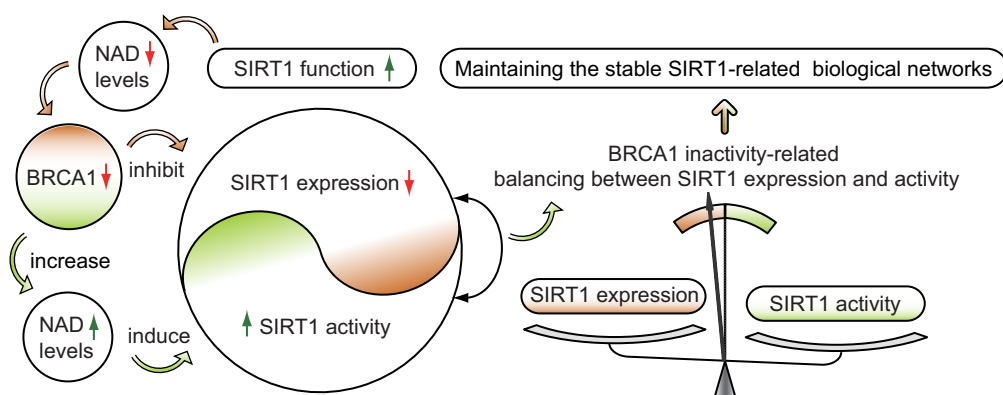 NAD
levels
SIRT1 function
Maintaining the stable SIRT1-related biological networks
BRCA1
inhibit
SIRT1 expression
BRCA1 inactivity-related
balancing between SIRT1 expression and activity
increase
NAD
levels
induce
SIRT1 activity
SIRT1 expression
SIRT1 activity